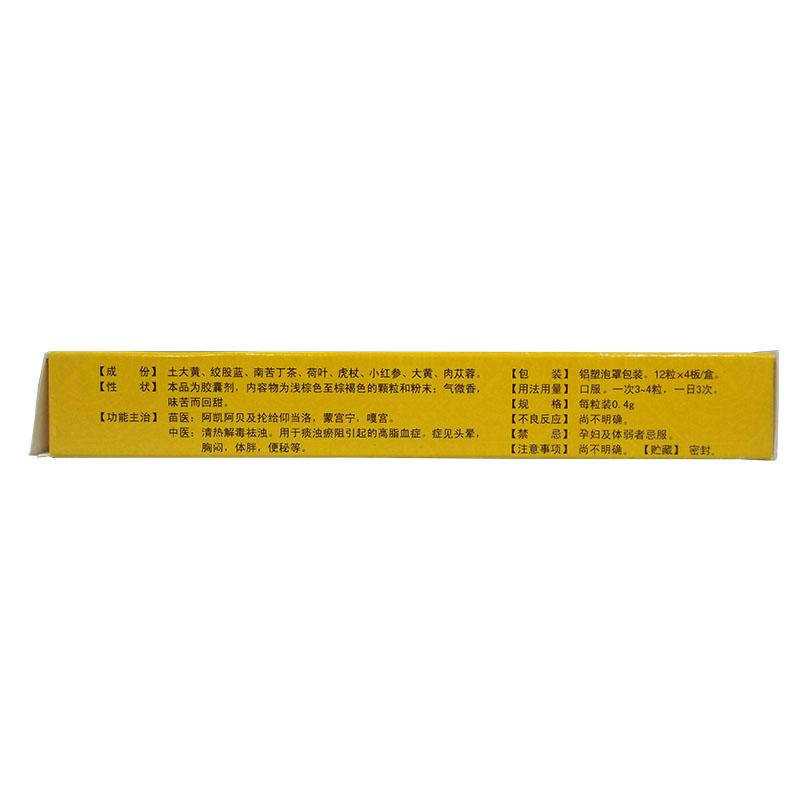 【成　份】 土大黄、绞股蓝、南苦丁茶、荷叶、虎杖、小红参、大黄、肉苁蓉。
【性　状】 本品为胶囊剂，内容物为浅棕色至棕褐色的颗粒和粉末；气微香，
味苦而回甜。
【功能主治】 苗医：阿凯阿贝及抡给仰当洛，蒙宫宁，嘎宫。
中医：清热解毒祛浊。用于痰浊瘀阻引起的高脂血症。症见头晕，
胸闷，体胖，便秘等。
【包　装】 铝塑泡罩包装。12粒×4板/盒。
【用法用量】 口服。一次3~4粒，一日3次。
【规　格】 每粒装0.4g
【不良反应】 尚不明确。
【禁　忌】 孕妇及体弱者忌服。
【注意事项】 尚不明确。【贮藏】 密封。